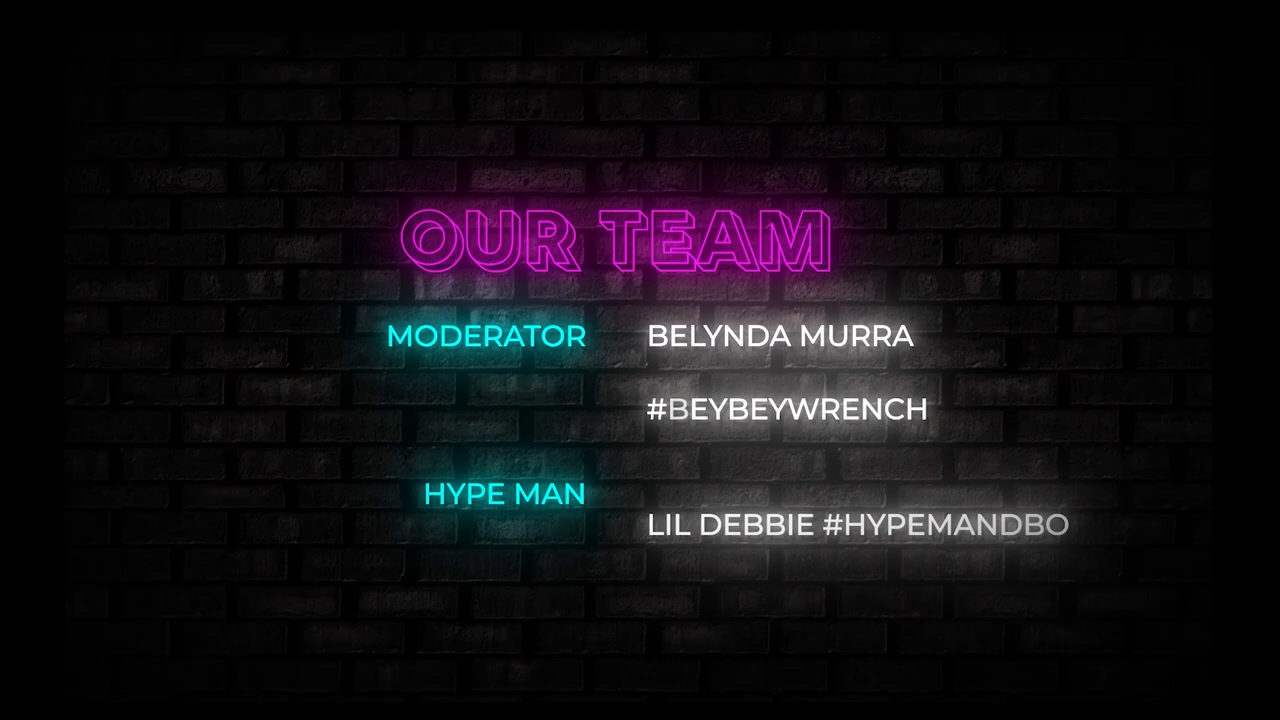 OUR TEAM
MODERATOR BELYNDA MURRA
#BEYBEYWRENCH
HYPE MAN
LIL DEBBIE #HYPEMANDBO